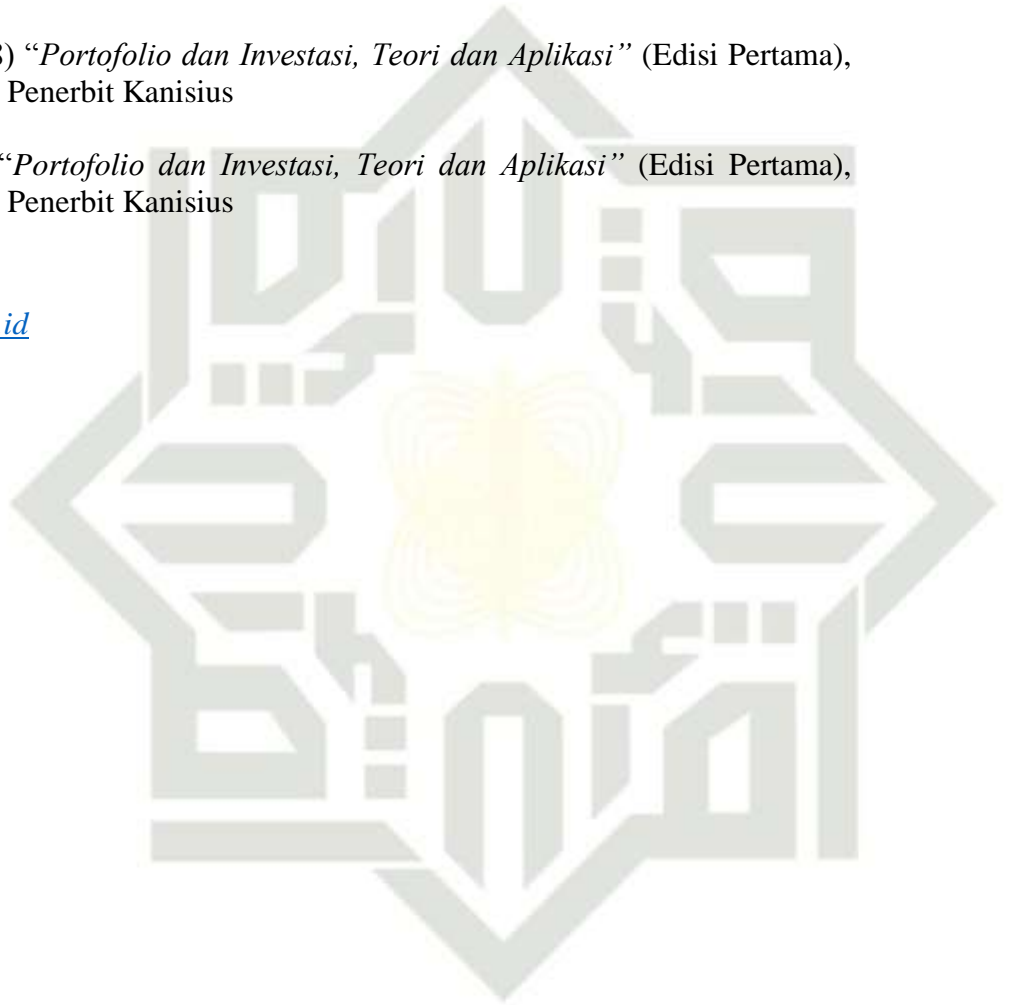 ) “Portofolio dan Investasi, Teori dan Aplikasi” (Edisi Pertama),
Penerbit Kanisius
“Portofolio dan Investasi, Teori dan Aplikasi” (Edisi Pertama),
Penerbit Kanisius
.id